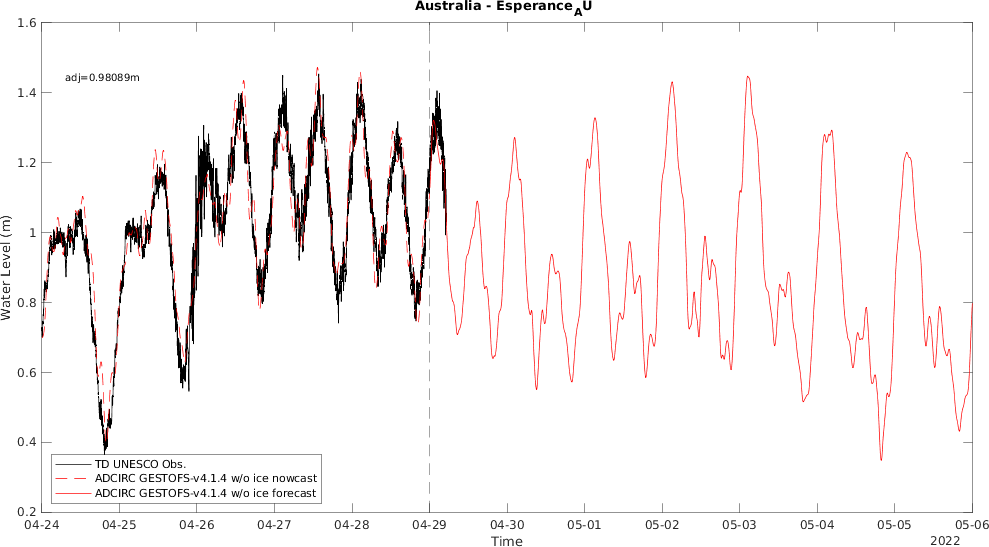 Australia - Esperance_AU
adj=0.98089m
Water Level (m)
1.6
1.4
1.2
1
0.8
0.6
0.4
0.2
TD UNESCO Obs.
ADCIRC GESTOFS-v4.1.4 w/o ice nowcast
ADCIRC GESTOFS-v4.1.4 w/o ice forecast
04-24 04-25 04-26 04-27 04-28 04-29 04-30 05-01 05-02 05-03 05-04 05-05 05-06
Time
2022